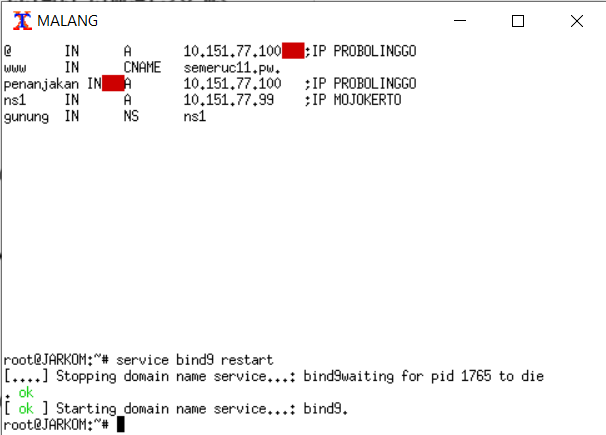 MALANG
@ IN A 10.151.77.100 ;IP PROBOLINGGO
www IN CNAME semeruc11.pw.
penanjakan IN A 10.151.77.100 ;IP PROBOLINGGO
ns1 IN A 10.151.77.99 ;IP MOJOKERTO
gunung IN NS ns1
root@JARKOM:~# service bind9 restart
[....] Stopping domain name service...: bind9waiting for pid 1765 to die
. ok
[ ok ] Starting domain name service...: bind9.
root@JARKOM:~#